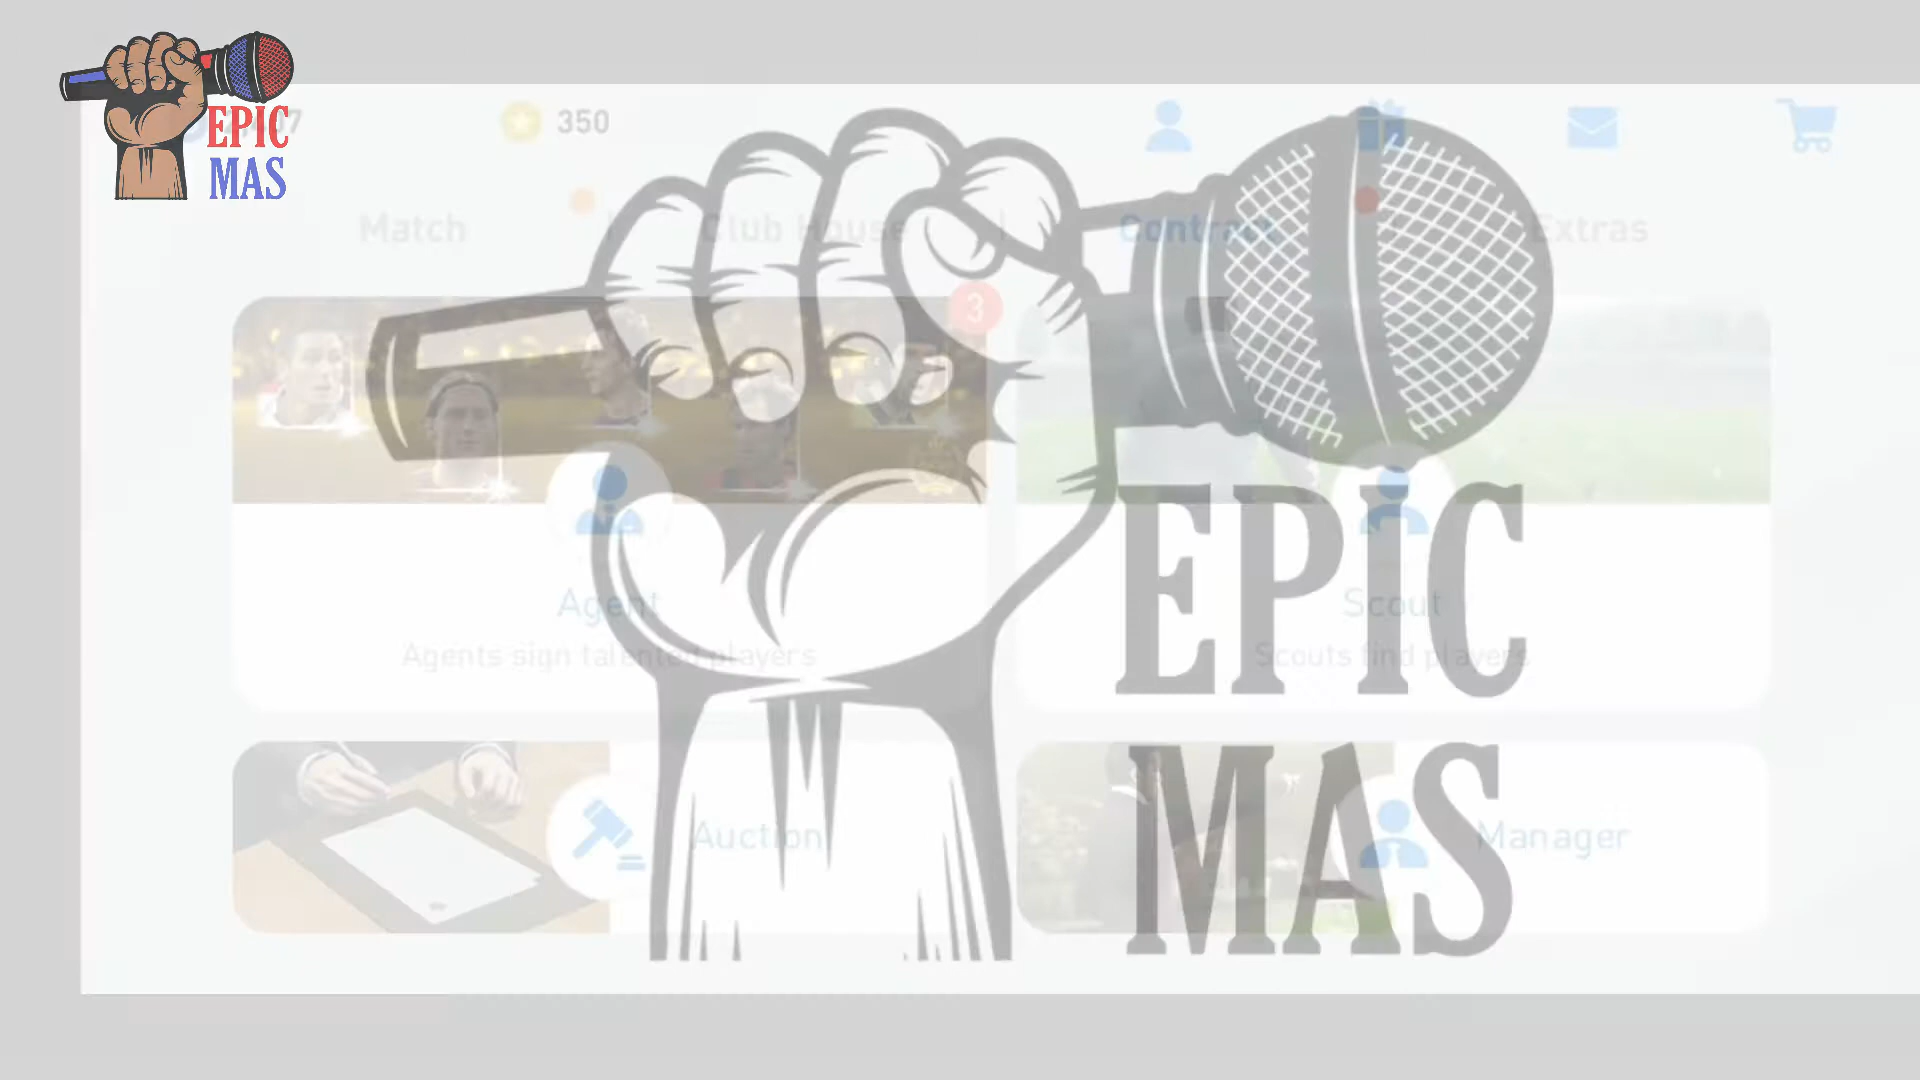 EPIC
MAS
350
Match
Club House
Contract
Extras
3
EPIC
MAS
Agent
Agents sign talented players
Scout
Scouts find players
Auction
Manager